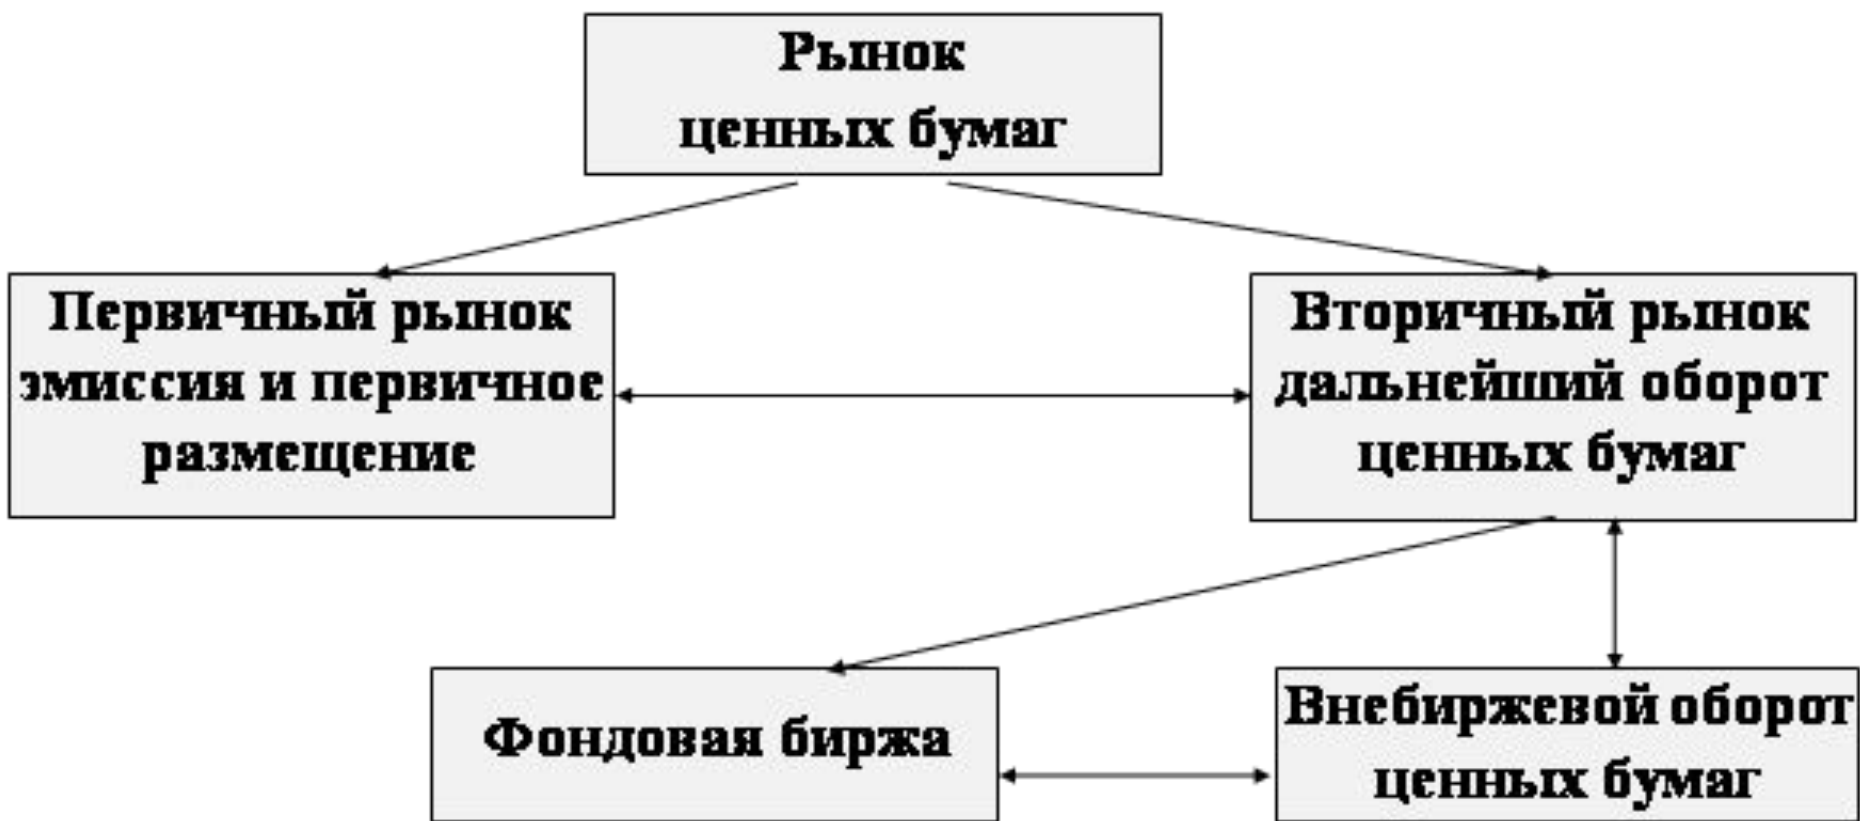 Рынок
ценных бумаг
Первичный рынок
эмиссия и первичное
размещение
Вторичный рынок
дальнейший оборот
ценных бумаг
Фондовая биржа
Внебиржевой оборот
ценных бумаг